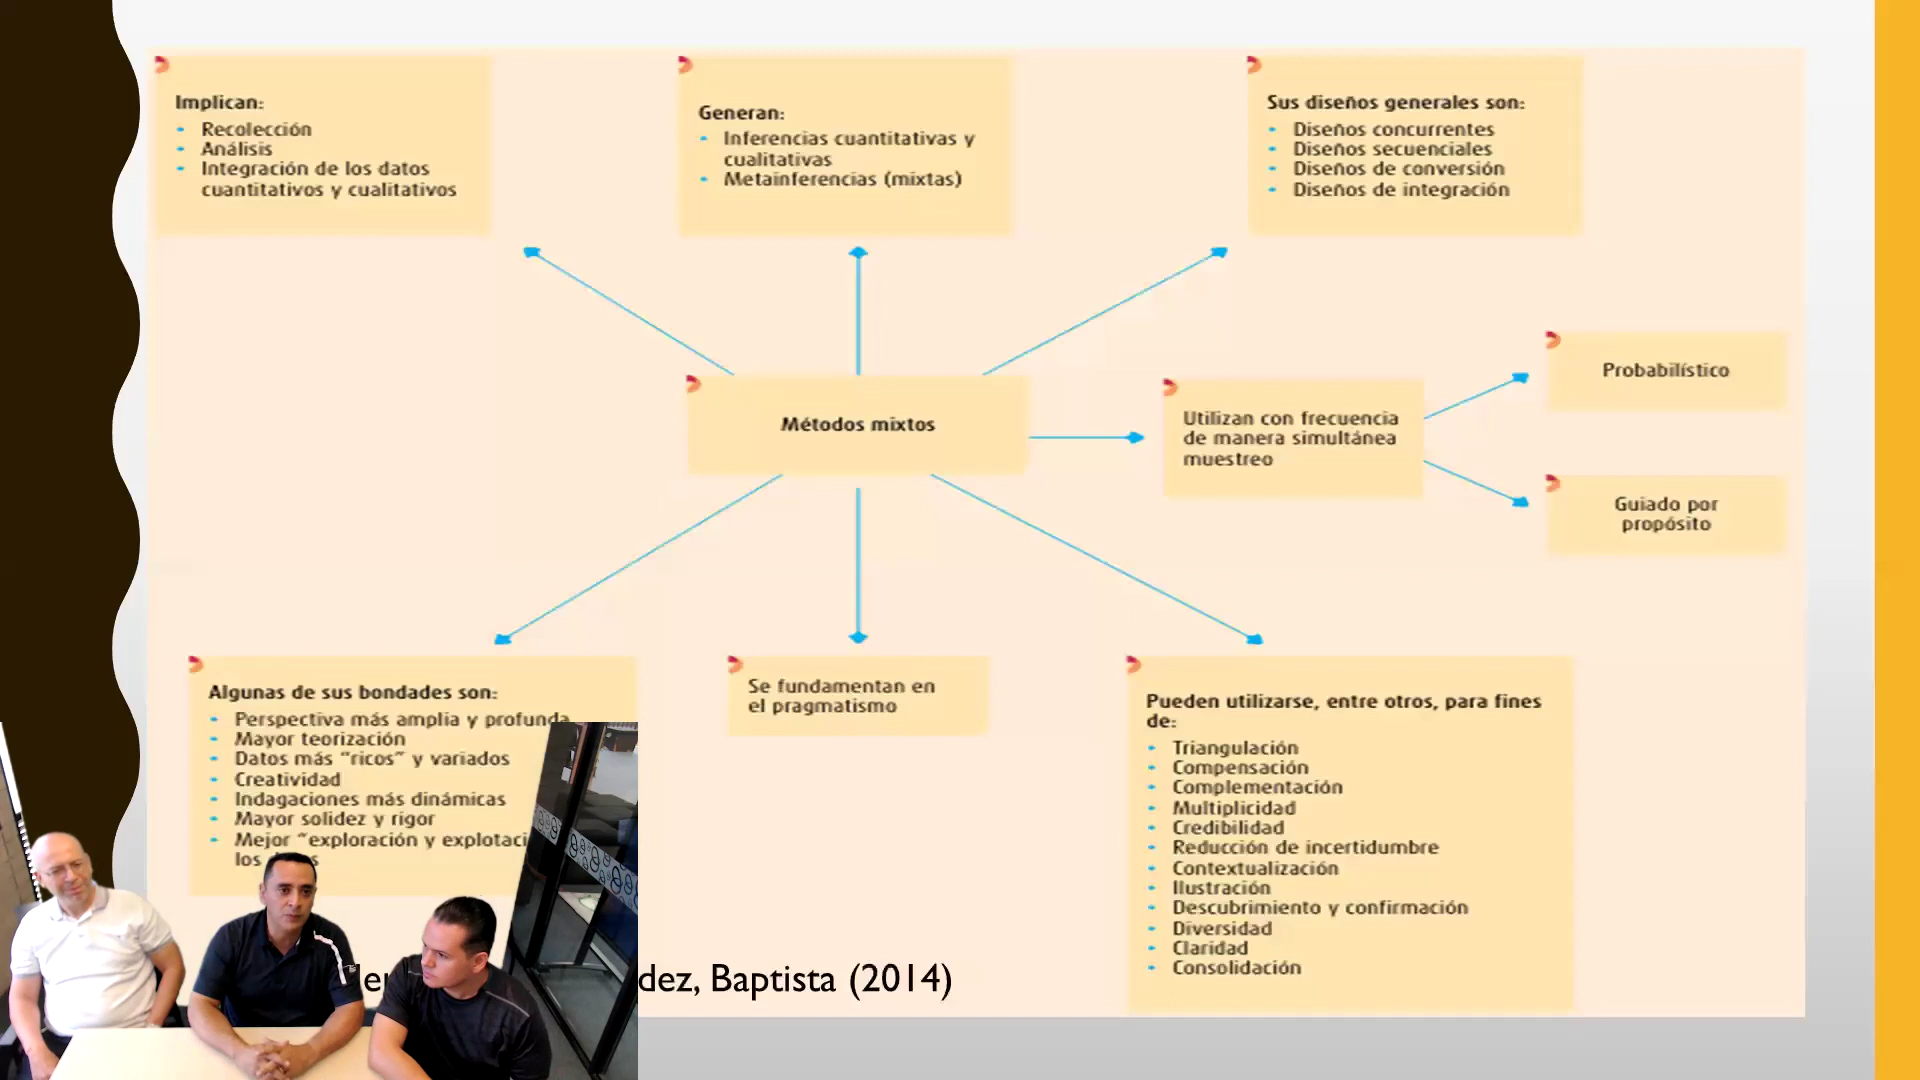 Implican:
• Recolección
• Análisis
• Integración de los datos
cuantitativos y cualitativos
Generan:
• Inferencias cuantitativas y
cualitativas
• Metainferencias (mixtas)
Sus diseños generales son:
• Diseños concurrentes
• Diseños secuenciales
• Diseños de conversión
• Diseños de integración
Métodos mixtos
Utilizan con frecuencia
de manera simultánea
muestreo
Probabilístico
Guiado por
propósito
Algunas de sus bondades son:
• Perspectiva más amplia y profunda
• Mayor teorización
• Datos más “ricos” y variados
• Creatividad
• Indagaciones más dinámicas
• Mayor solidez y rigor
• Mejor “exploración y
los
Se fundamentan en
el pragmatismo
Pueden utilizarse, entre otros, para fines
de:
• Triangulación
• Compensación
• Complementación
• Multiplicidad
• Credibilidad
• Reducción de incertidumbre
• Contextualización
• Ilustración
• Descubrimiento y confirmación
• Diversidad
• Claridad
• Consolidación
dez, Baptista (2014)